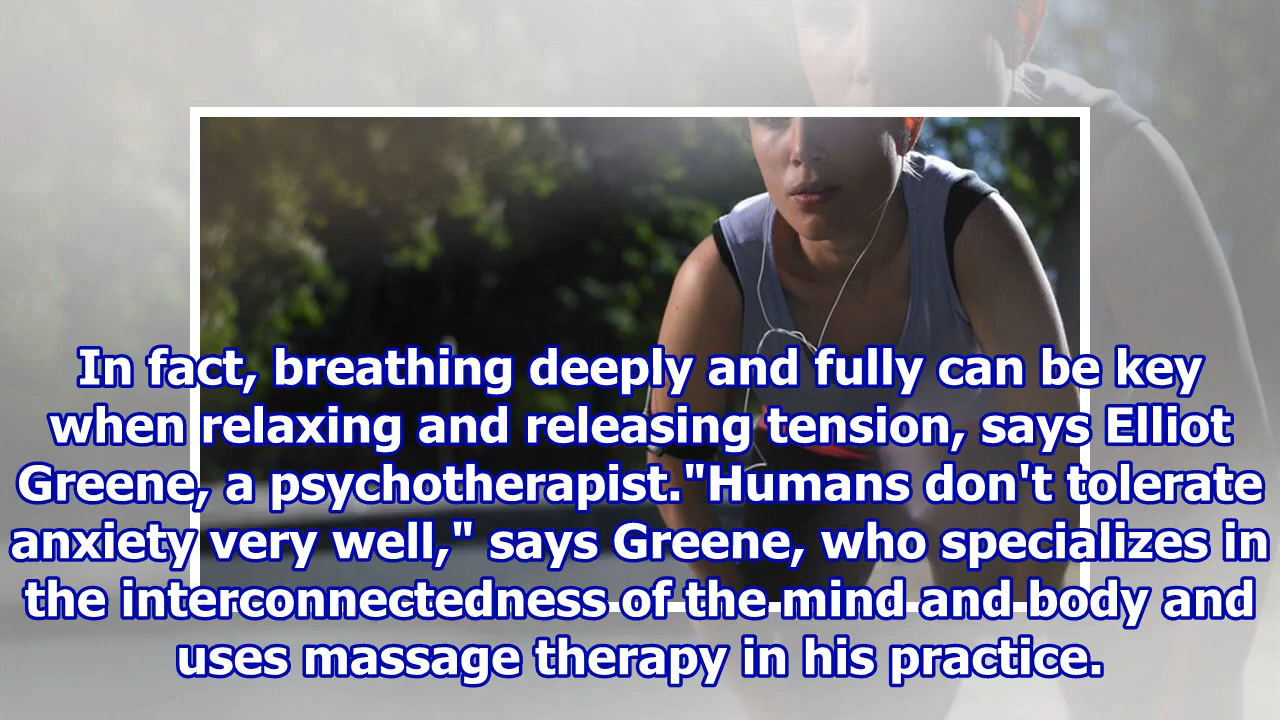 In fact, breathing deeply and fully can be key
when relaxing and releasing tension, says Elliot
Greene, a psychotherapist."Humans don't tolerate
anxiety very well," says Greene, who specializes in
the interconnectedness of the mind and body and
uses massage therapy in his practice.